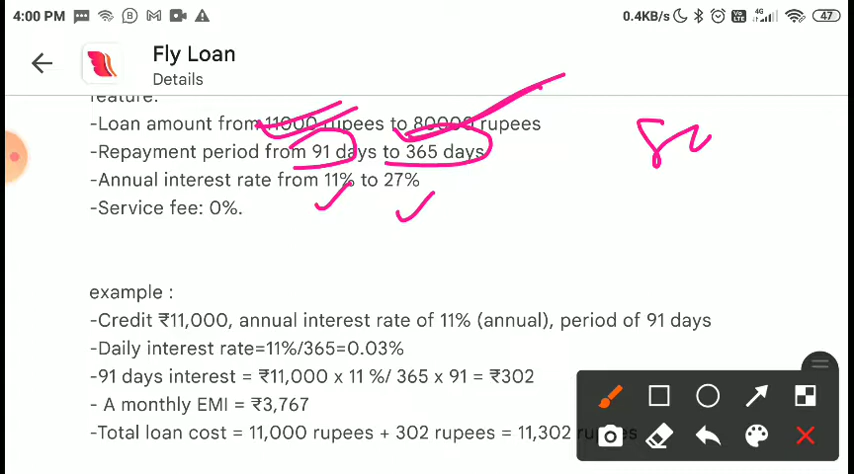 4:00 PM
0.4KB/s 4G 47
Fly Loan
Details
feature:
-Loan amount from 11000 rupees to 80000 rupees
-Repayment period from 91 days to 365 days
-Annual interest rate from 11% to 27%
-Service fee: 0%.
example :
-Credit ₹11,000, annual interest rate of 11% (annual), period of 91 days
-Daily interest rate=11%/365=0.03%
-91 days interest = ₹11,000 x 11 %/ 365 x 91 = ₹302
- A monthly EMI = ₹3,767
-Total loan cost = 11,000 rupees + 302 rupees = 11,302 rupees